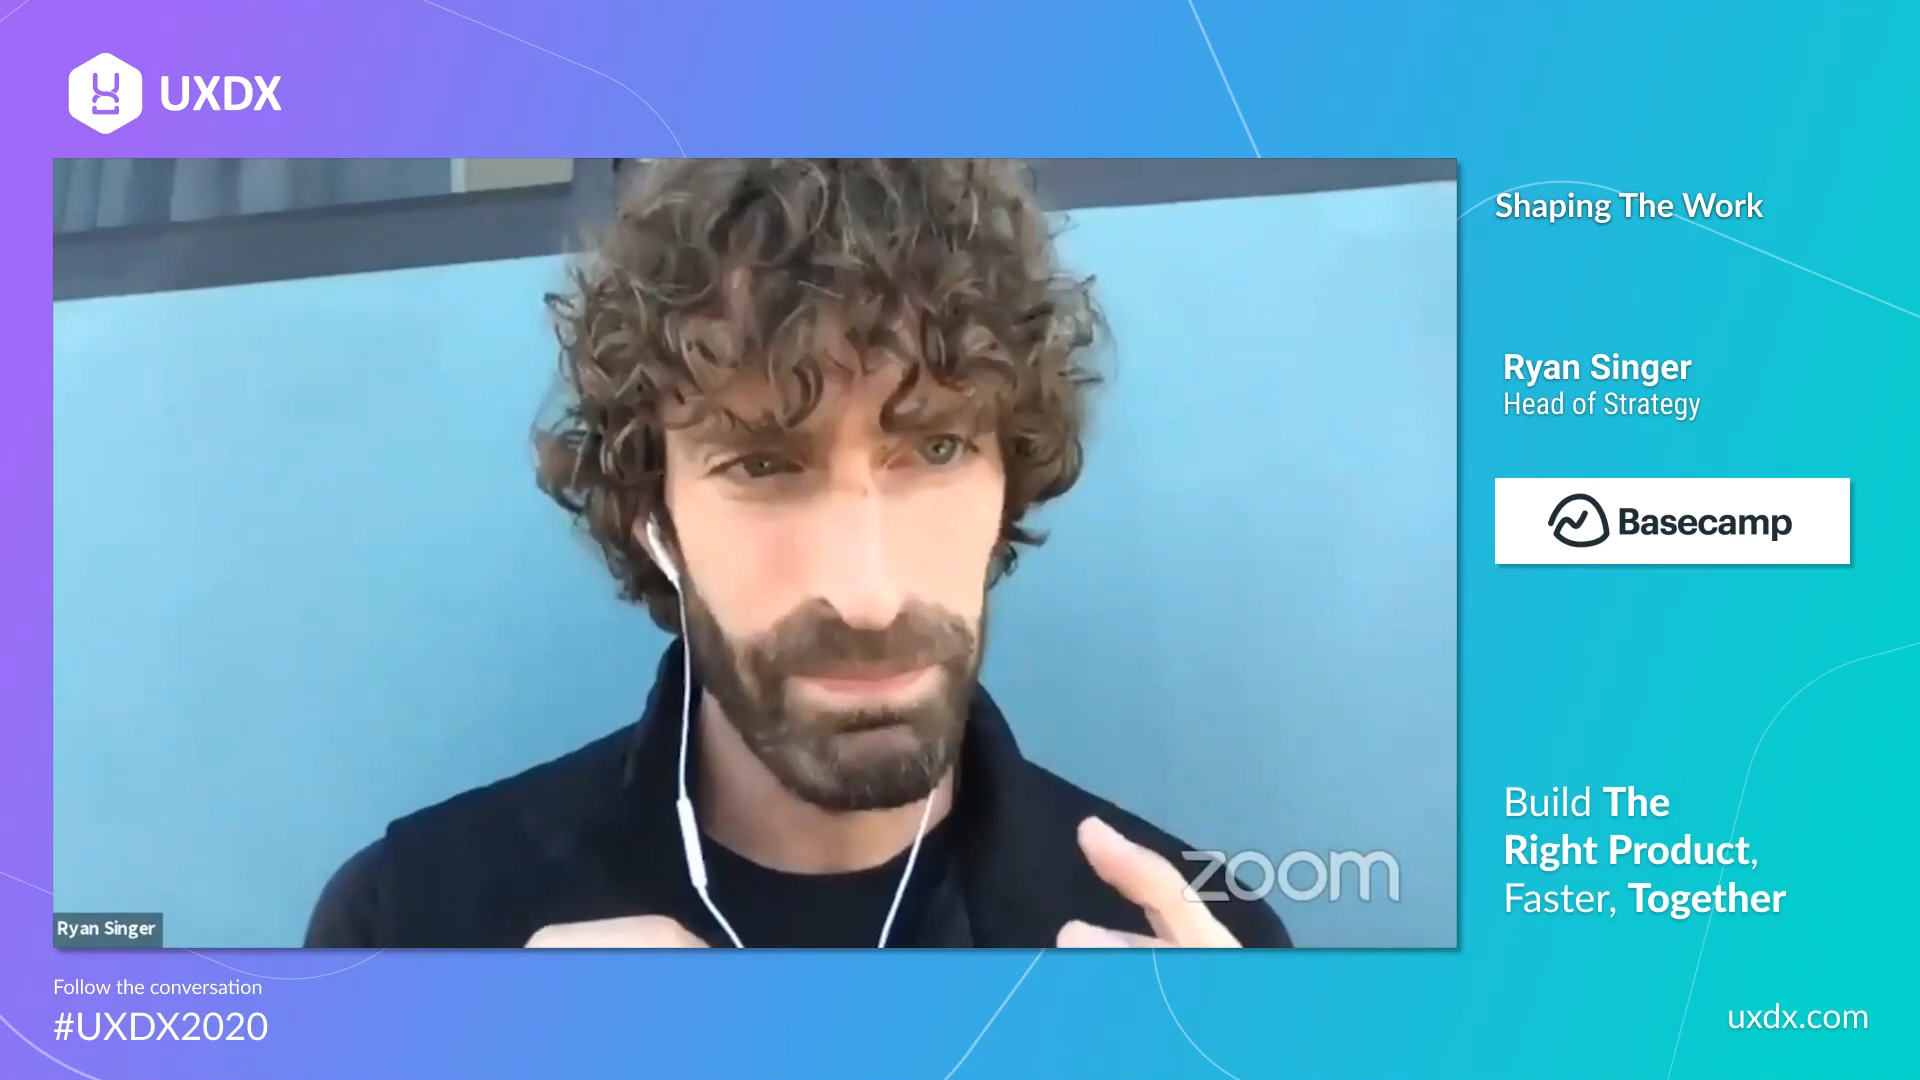 UXDX
Shaping The Work
Ryan Singer
Head of Strategy
Basecamp
Build The
Right Product,
Faster, Together
zoom
Ryan Singer
Follow the conversation
#UXDX2020
uxdx.com